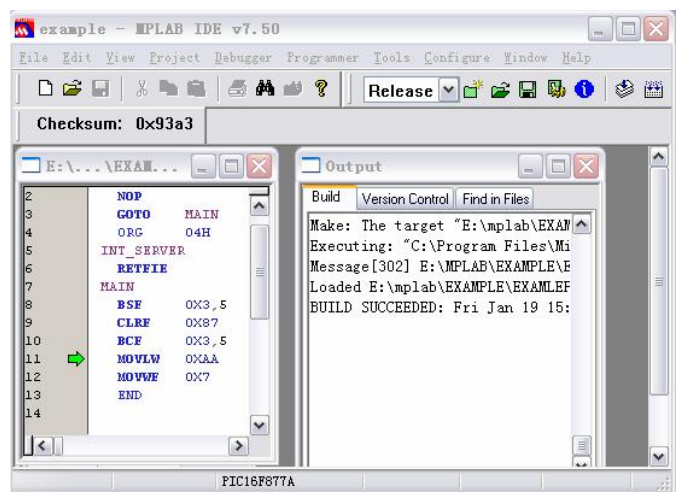 example - MPLAB IDE v7.50
File Edit View Project Debugger Programmer Tools Configure Window Help
Release
Checksum: 0x93a3
E:\...\EXAM...
2 NOP
3 GOTO MAIN
4 ORG 04H
5 INT_SERVER
6 RETFIE
7 MAIN
8 BSF 0X3,5
9 CLRF 0X87
10 BCF 0X3,5
11 MOVLW 0XAA
12 MOVWF 0X7
13 END
14
Output
Build Version Control Find in Files
Make: The target "E:\mplab\EXAM
Executing: "C:\Program Files\Mi
Message[302] E:\MPLAB\EXAMPLE\E
Loaded E:\mplab\EXAMPLE\EXAMLEF
BUILD SUCCEEDED: Fri Jan 19 15:
PIC16F877A